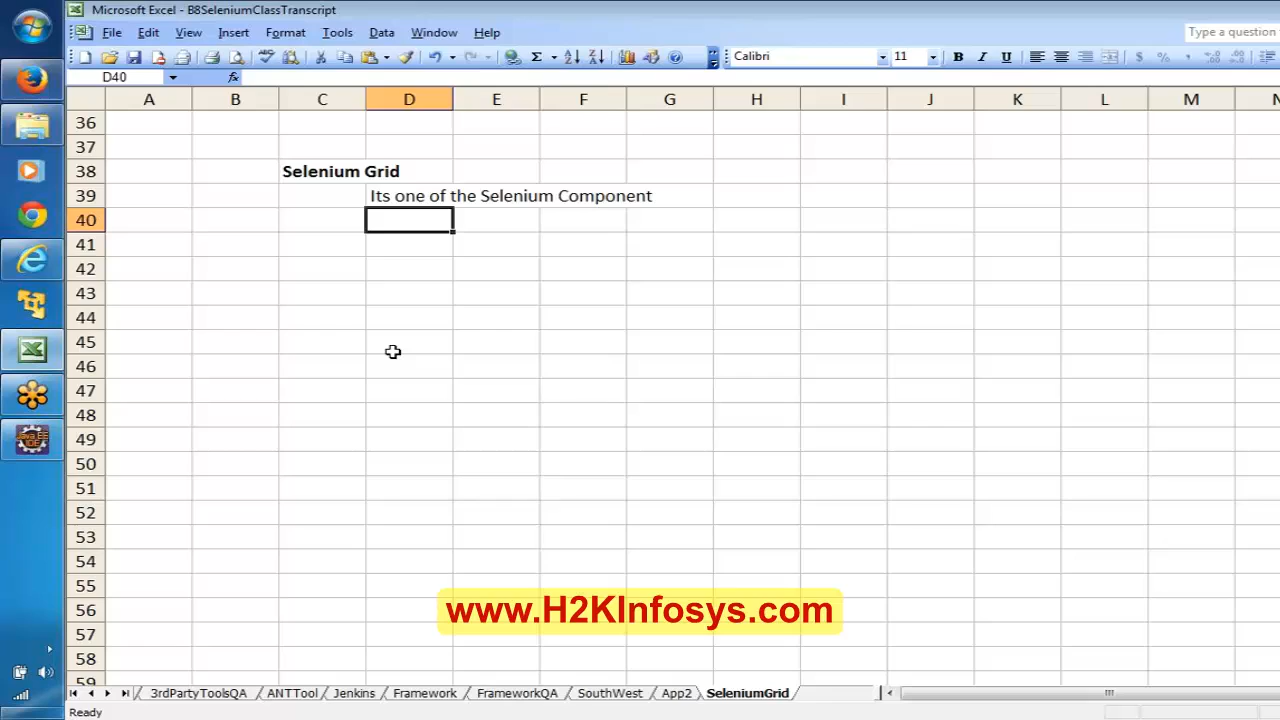 Microsoft Excel - B8SeleniumClassTranscript
File Edit View Insert Format Tools Data Window Help
Type a question
Calibri 11 B I U $ %
D40 fx
A B C D E F G H I J K L M N
36
37
38 Selenium Grid
39 Its one of the Selenium Component
40
41
42
43
44
45
46
47
48
49
50
51
52
53
54
55
56
57
58
59
www.H2KInfosys.com
3rdPartyToolsQA ANTTool Jenkins Framework FrameworkQA SouthWest App2 SeleniumGrid
Ready